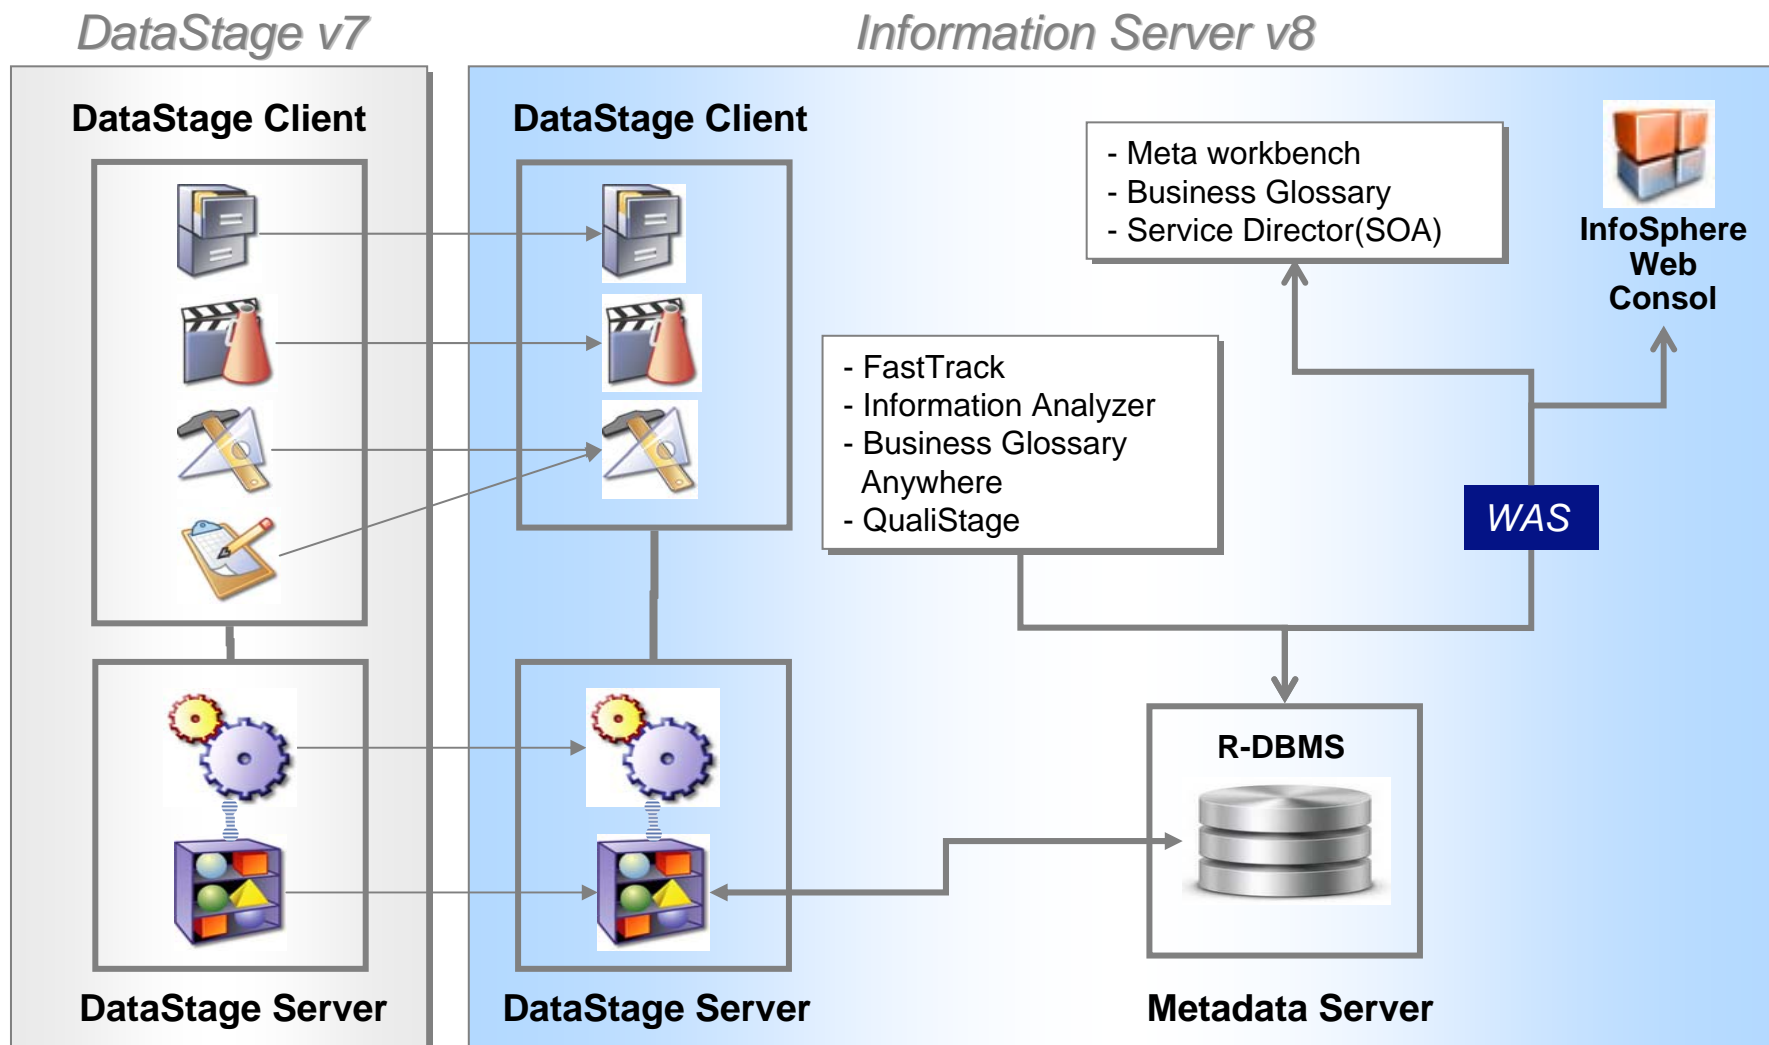 DataStage v7
Information Server v8
DataStage Client
DataStage Client
- Meta workbench
- Business Glossary
- Service Director(SOA)
InfoSphere
Web
Consol
- FastTrack
- Information Analyzer
- Business Glossary
Anywhere
- QualiStage
WAS
R-DBMS
DataStage Server
DataStage Server
Metadata Server